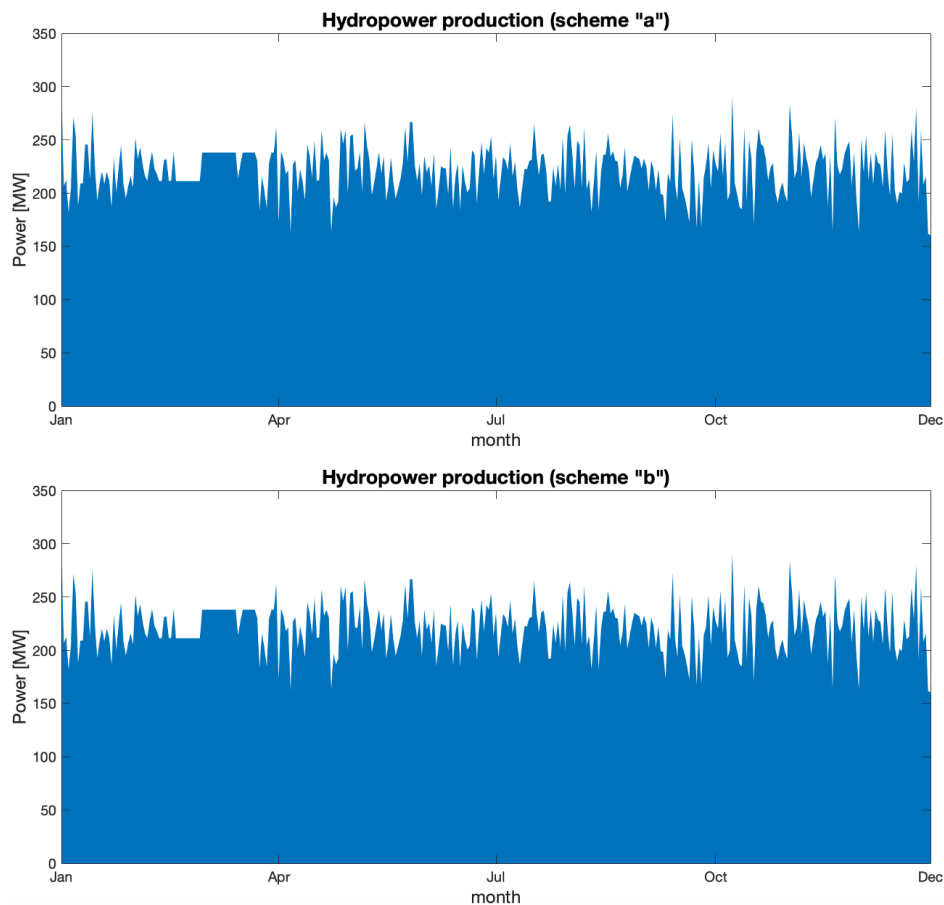 Hydropower production (scheme "a")
350
300
250
200
150
100
50
0
Power [MW]
Jan Apr Jul Oct Dec
month
Hydropower production (scheme "b")
350
300
250
200
150
100
50
0
Power [MW]
Jan Apr Jul Oct Dec
month